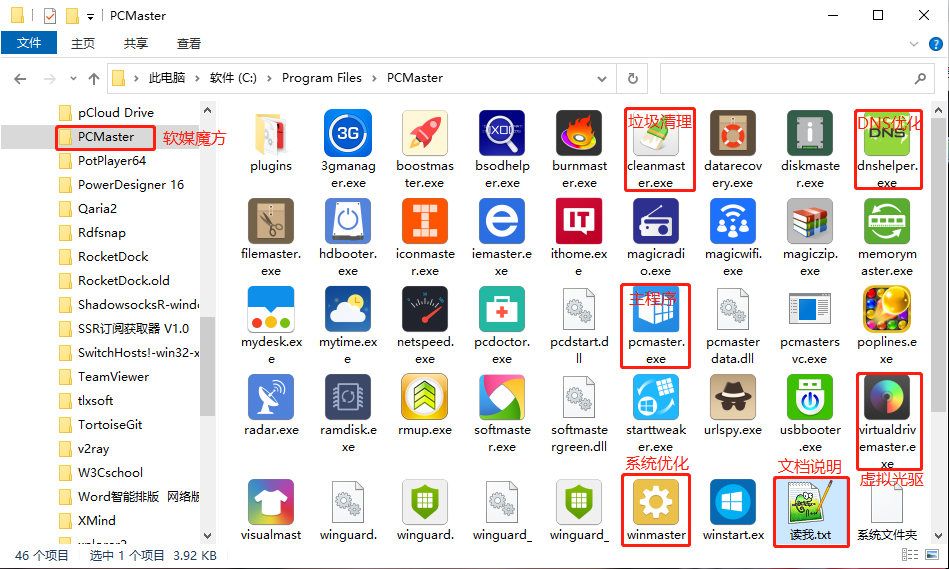 PCMaster
文件 主页 共享 查看
此电脑 软件 (C:) Program Files PCMaster
pCloud Drive
PCMaster 软媒魔方
PotPlayer64
PowerDesigner 16
Qaria2
Rdfsnap
RocketDock
RocketDock.old
ShadowsocksR-windo
SSR订阅获取器 V1.0
SwitchHosts!-win32-x
TeamViewer
tlxsoft
TortoiseGit
v2ray
W3Cschool
Word智能排版 网络版
XMind
xplorer2
3G
垃圾清理
DNS优化
DNS
plugins
3gmanager.exe
boostmaster.exe
bsodhelper.exe
burnmaster.exe
cleanmaster.exe
datarecovery.exe
diskmaster.exe
dnshelper.exe
IT
filemaster.exe
hdbooter.exe
iconmaster.exe
iemaster.exe
ithome.exe
magicradio.exe
magicwifi.exe
magiczip.exe
memorymaster.exe
主程序
mydesk.exe
mytime.exe
netspeed.exe
pcdoctor.exe
pcdstart.dll
pcmaster.exe
pcmasterdata.dll
pcmastersvc.exe
poplines.exe
radar.exe
ramdisk.exe
rmup.exe
softmaster.exe
softmastergreen.dll
starttweaker.exe
urlspy.exe
usbbooter.exe
virtualdrivemaster.exe
系统优化
文档说明
虚拟光驱
visualmast
winguard.
winguard.
winguard_
winguard_
winmaster
winstart.ex
读我.txt
系统文件夹
46 个项目 选中 1 个项目 3.92 KB